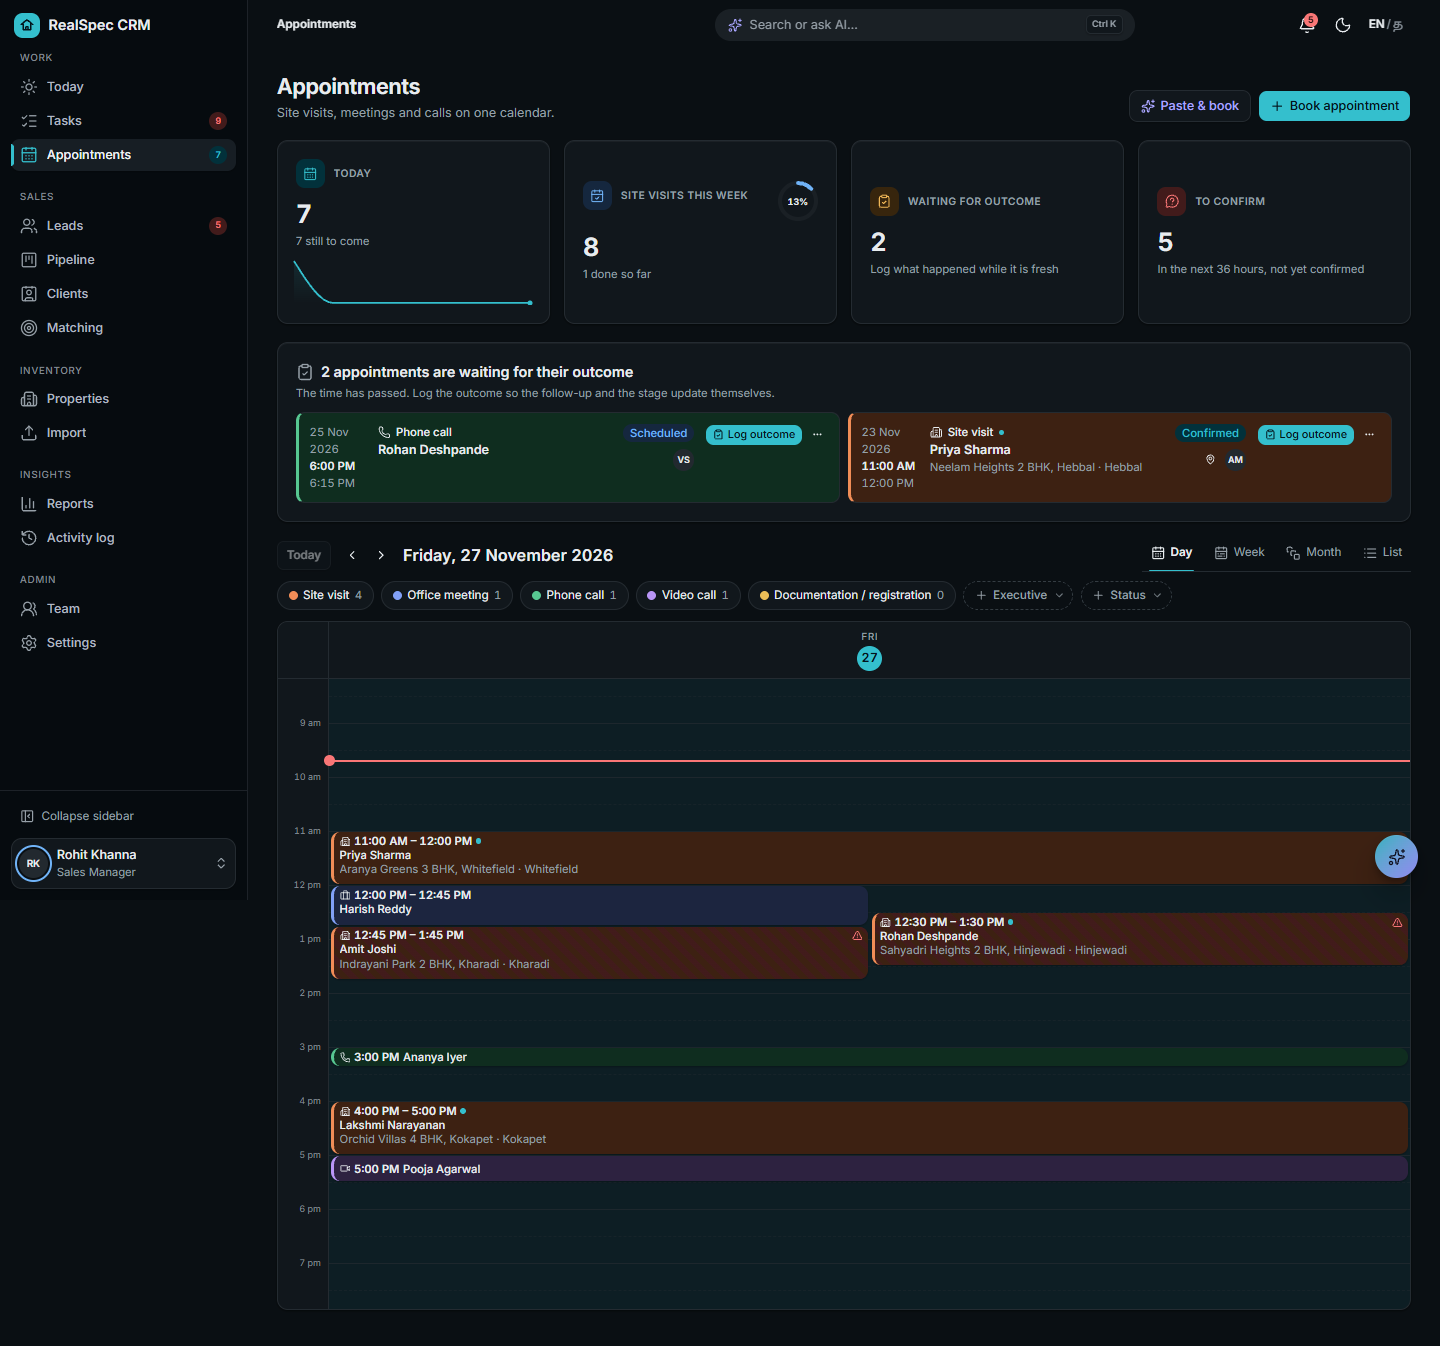 RealSpec CRM
WORK
Today
Tasks 9
Appointments 7
SALES
Leads 5
Pipeline
Clients
Matching
INVENTORY
Properties
Import
INSIGHTS
Reports
Activity log
ADMIN
Team
Settings
Collapse sidebar
RK
Rohit Khanna
Sales Manager
Appointments
Search or ask AI...
Ctrl K
5
EN / த
Appointments
Site visits, meetings and calls on one calendar.
Paste & book
Book appointment
TODAY
7
7 still to come
SITE VISITS THIS WEEK
13%
8
1 done so far
WAITING FOR OUTCOME
2
Log what happened while it is fresh
TO CONFIRM
5
In the next 36 hours, not yet confirmed
2 appointments are waiting for their outcome
The time has passed. Log the outcome so the follow-up and the stage update themselves.
25 Nov
2026
6:00 PM
6:15 PM
Phone call
Rohan Deshpande
Scheduled
VS
Log outcome
23 Nov
2026
11:00 AM
12:00 PM
Site visit
Priya Sharma
Neelam Heights 2 BHK, Hebbal · Hebbal
Confirmed
AM
Log outcome
Today
Friday, 27 November 2026
Day
Week
Month
List
Site visit 4
Office meeting 1
Phone call 1
Video call 1
Documentation / registration 0
Executive
Status
FRI
27
9 am
10 am
11 am
11:00 AM – 12:00 PM
Priya Sharma
Aranya Greens 3 BHK, Whitefield · Whitefield
12 pm
12:00 PM – 12:45 PM
Harish Reddy
12:30 PM – 1:30 PM
Rohan Deshpande
Sahyadri Heights 2 BHK, Hinjewadi · Hinjewadi
1 pm
12:45 PM – 1:45 PM
Amit Joshi
Indrayani Park 2 BHK, Kharadi · Kharadi
2 pm
3 pm
3:00 PM Ananya Iyer
4 pm
4:00 PM – 5:00 PM
Lakshmi Narayanan
Orchid Villas 4 BHK, Kokapet · Kokapet
5 pm
5:00 PM Pooja Agarwal
6 pm
7 pm